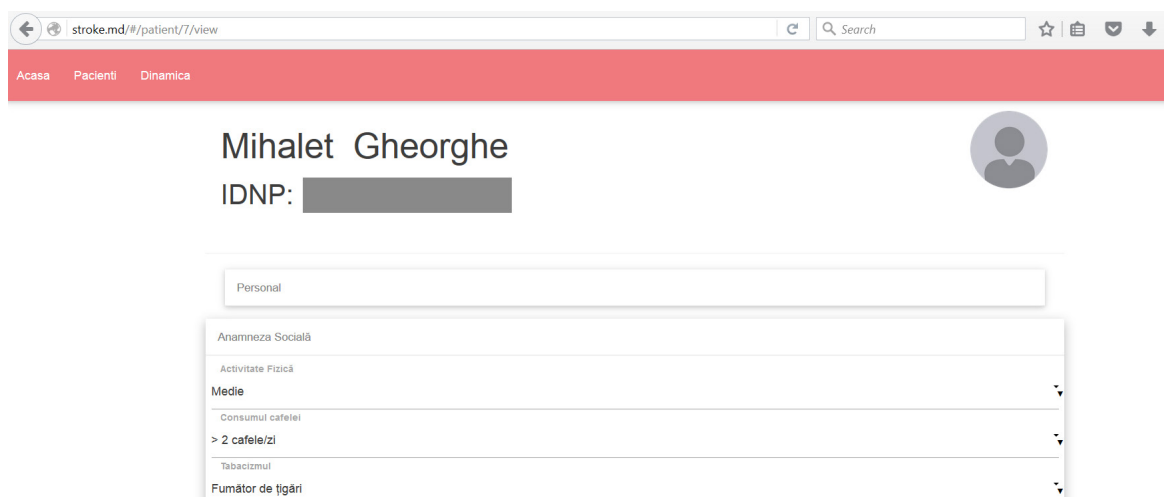 stroke.md/#/patient/7/view
Search
Acasa Pacienti Dinamica
Mihalet Gheorghe
IDNP:
Personal
Anamneza Socială
Activitate Fizică
Medie
Consumul cafelei
> 2 cafele/zi
Tabacizmul
Fumător de țigări